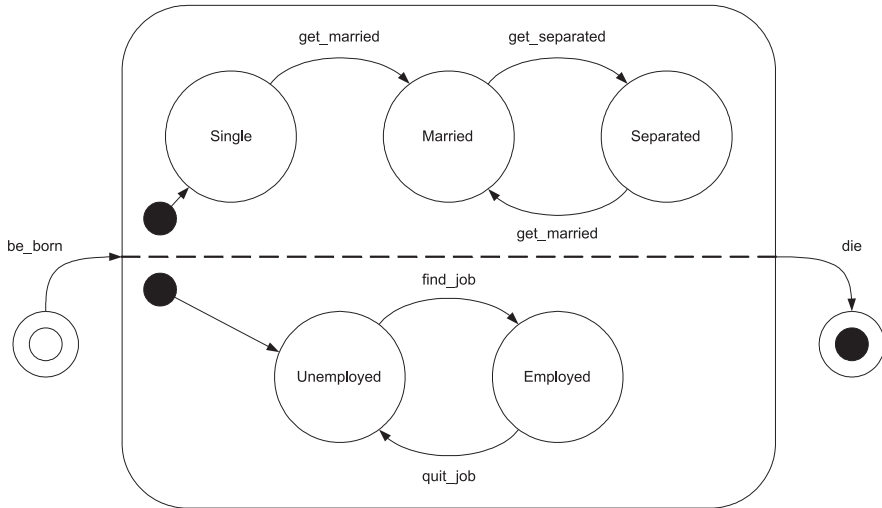 get_married
get_separated
Single
Married
Separated
get_married
be_born
die
find_job
Unemployed
Employed
quit_job